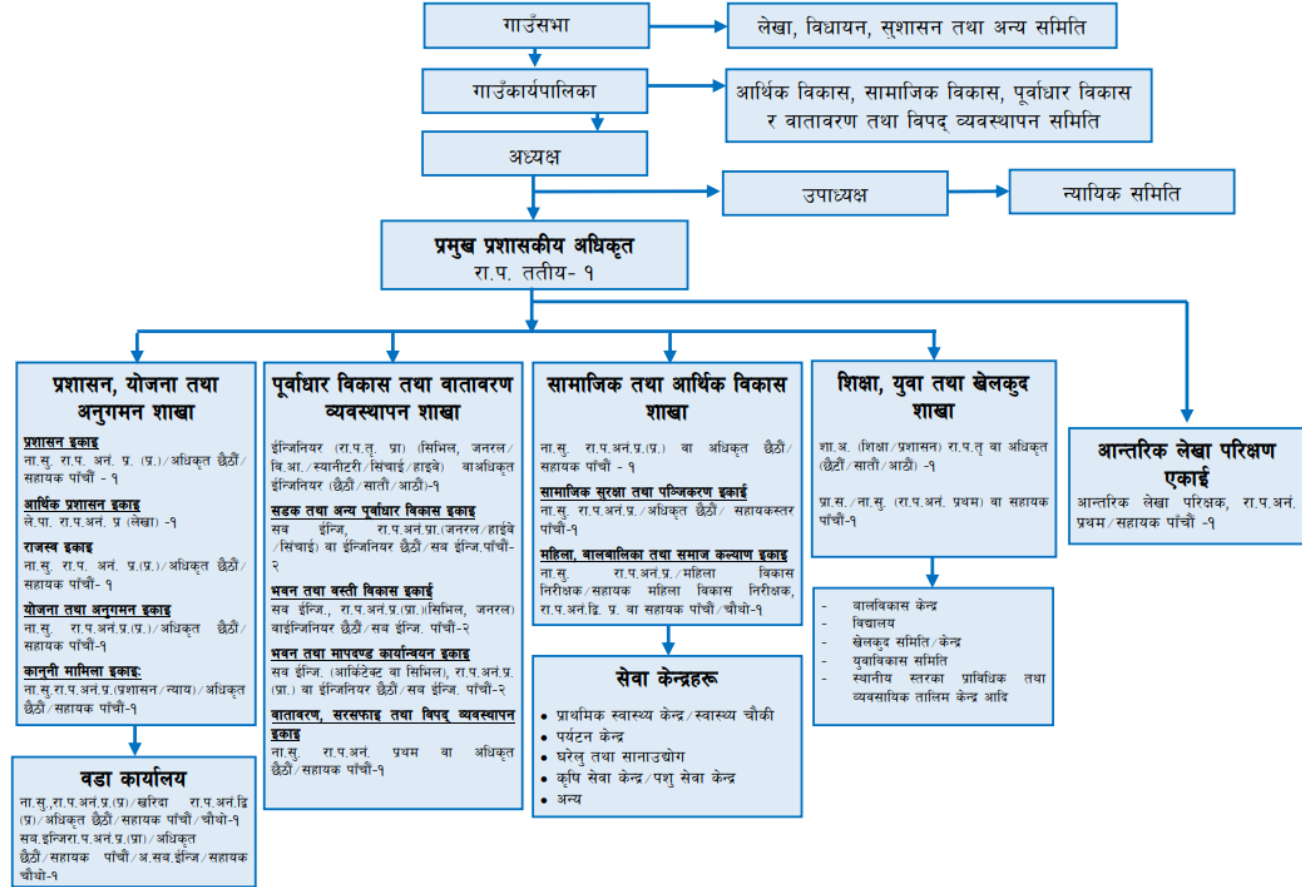 गाउँसभा
लेखा, विधायन, सुशासन तथा अन्य समिति
गाउँकार्यपालिका
आर्थिक विकास, सामाजिक विकास, पूर्वाधार विकास
र वातावरण तथा विपद् व्यवस्थापन समिति
अध्यक्ष
उपाध्यक्ष
न्यायिक समिति
प्रमुख प्रशासकीय अधिकृत
रा.प. ततीय- १
प्रशासन, योजना तथा
अनुगमन शाखा
प्रशासन इकाइ
ना.सु. रा.प. अनं. प्र. (प्र.)/अधिकृत छैठौं/
सहायक पाँचौं - १
आर्थिक प्रशासन इकाइ
ले.पा. रा.प.अनं. प्र (लेखा) -१
राजस्व इकाइ
ना.सु. रा.प. अनं. प्र.(प्र.)/अधिकृत छैठौं/
सहायक पाँचौं- १
योजना तथा अनुगमन इकाइ
ना.सु. रा.प.अनं.प्र.(प्र.)/अधिकृत छैठौं/
सहायक पाँचौं-१
कानुनी मामिला इकाइः
ना.सु.रा.प.अनं.प्र.(प्रशासन/न्याय)/अधिकृत
छैठौं/सहायक पाँचौं-१
वडा कार्यालय
ना.सु.,रा.प.अनं.प्र.(प्र)/खरिदा रा.प.अनं.द्वि
(प्र)/अधिकृत छैठौं/सहायक पाँचौं/चौथो-१
सब.इन्जिरा.प.अनं.प्र.(प्रा)/अधिकृत
छैठौं/सहायक पाँचौं/अ.सब.ईन्जि/सहायक
चौथो-१
पूर्वाधार विकास तथा वातावरण
व्यवस्थापन शाखा
ईन्जिनियर (रा.प.तृ. प्रा) (सिभिल, जनरल/
बि.आ./स्यानीटरी/सिंचाई/हाइवे) वाअधिकृत
ईन्जिनियर (छैठौं/सातौं/आठौं)-१
सडक तथा अन्य पूर्वाधार विकास इकाइ
सब ईन्जि, रा.प.अनं.प्रा.(जनरल/हाईवे
/सिंचाइ) वा ईन्जिनियर छैठौं/सब ईन्जि.पाँचौं-
२
भवन तथा वस्ती विकास इकाई
सब ईन्जि., रा.प.अनं.प्र.(प्रा.)(सिभिल, जनरल)
वाईन्जिनियर छैठौं/सब ईन्जि. पाँचौं-२
भवन तथा मापदण्ड कार्यान्वयन इकाइ
सब ईन्जि. (आर्किटेक्ट वा सिभिल), रा.प.अनं.प्र.
(प्रा.) वा ईन्जिनियर छैठौं/सब ईन्जि. पाँचौं-२
वातावरण, सरसफाइ तथा विपद् व्यवस्थापन
इकाइ
ना.सु. रा.प.अनं. प्रथम वा अधिकृत
छैठौं/सहायक पाँचौं-१
सामाजिक तथा आर्थिक विकास
शाखा
ना.सु. रा.प.अनं.प्र.(प्र.) वा अधिकृत छैठौं/
सहायक पाँचौं - १
सामाजिक सुरक्षा तथा पञ्जिकरण इकाई
ना.सु. रा.प.अनं.प्र./अधिकृत छैठौं/ सहायकस्तर
पाँचौं-१
महिला, बालबालिका तथा समाज कल्याण इकाइ
ना.सु. रा.प.अनं.प्र./महिला विकास
निरीक्षक/सहायक महिला विकास निरीक्षक,
रा.प.अनं.द्वि. प्र. वा सहायक पाँचौं/चौथो-१
सेवा केन्द्रहरू
● प्राथमिक स्वास्थ्य केन्द्र/स्वास्थ्य चौकी
● पर्यटन केन्द्र
● घरेलु तथा सानाउद्योग
● कृषि सेवा केन्द्र/पशु सेवा केन्द्र
● अन्य
शिक्षा, युवा तथा खेलकुद
शाखा
शा.अ. (शिक्षा/प्रशासन) रा.प.तृ वा अधिकृत
(छैटौं/सातौं/आठौं) -१
प्रा.स./ना.सु. (रा.प.अनं. प्रथम) वा सहायक
पाँचौं-१
- बालविकास केन्द्र
- विद्यालय
- खेलकुद समिति/केन्द्र
- युवाविकास समिति
- स्थानीय स्तरका प्राविधिक तथा
व्यवसायिक तालिम केन्द्र आदि
आन्तरिक लेखा परिक्षण
एकाई
आन्तरिक लेखा परिक्षक, रा.प.अनं.
प्रथम/सहायक पाँचौं -१